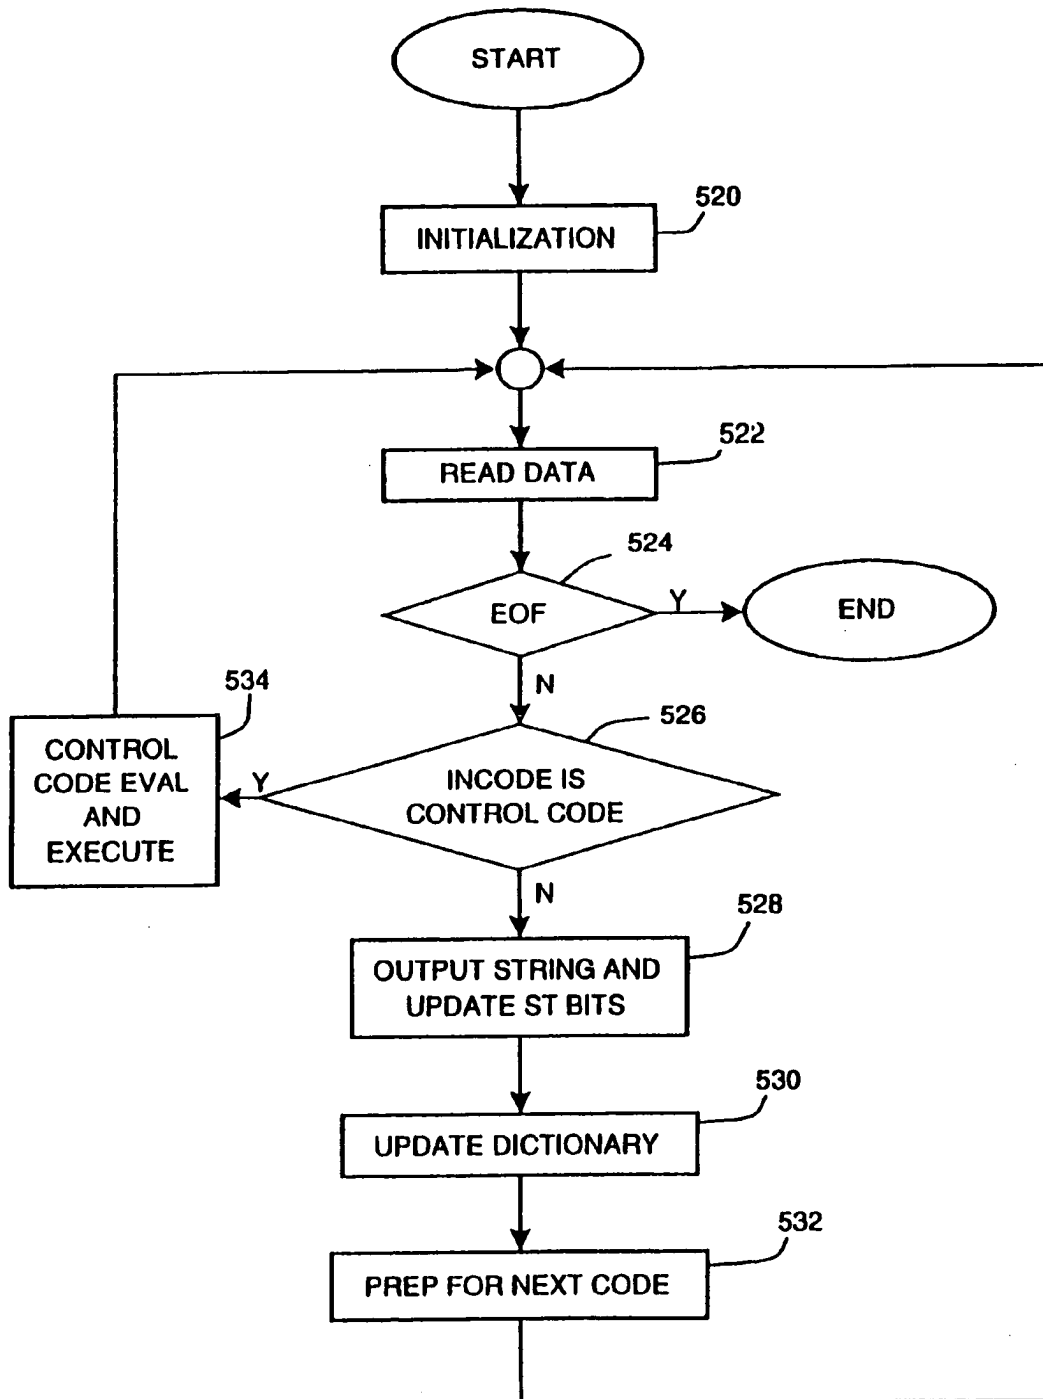 START
520
INITIALIZATION
522
READ DATA
524
EOF
Y
END
N
534
526
CONTROL
CODE EVAL
AND
EXECUTE
Y
INCODE IS
CONTROL CODE
N
528
OUTPUT STRING AND
UPDATE ST BITS
530
UPDATE DICTIONARY
532
PREP FOR NEXT CODE